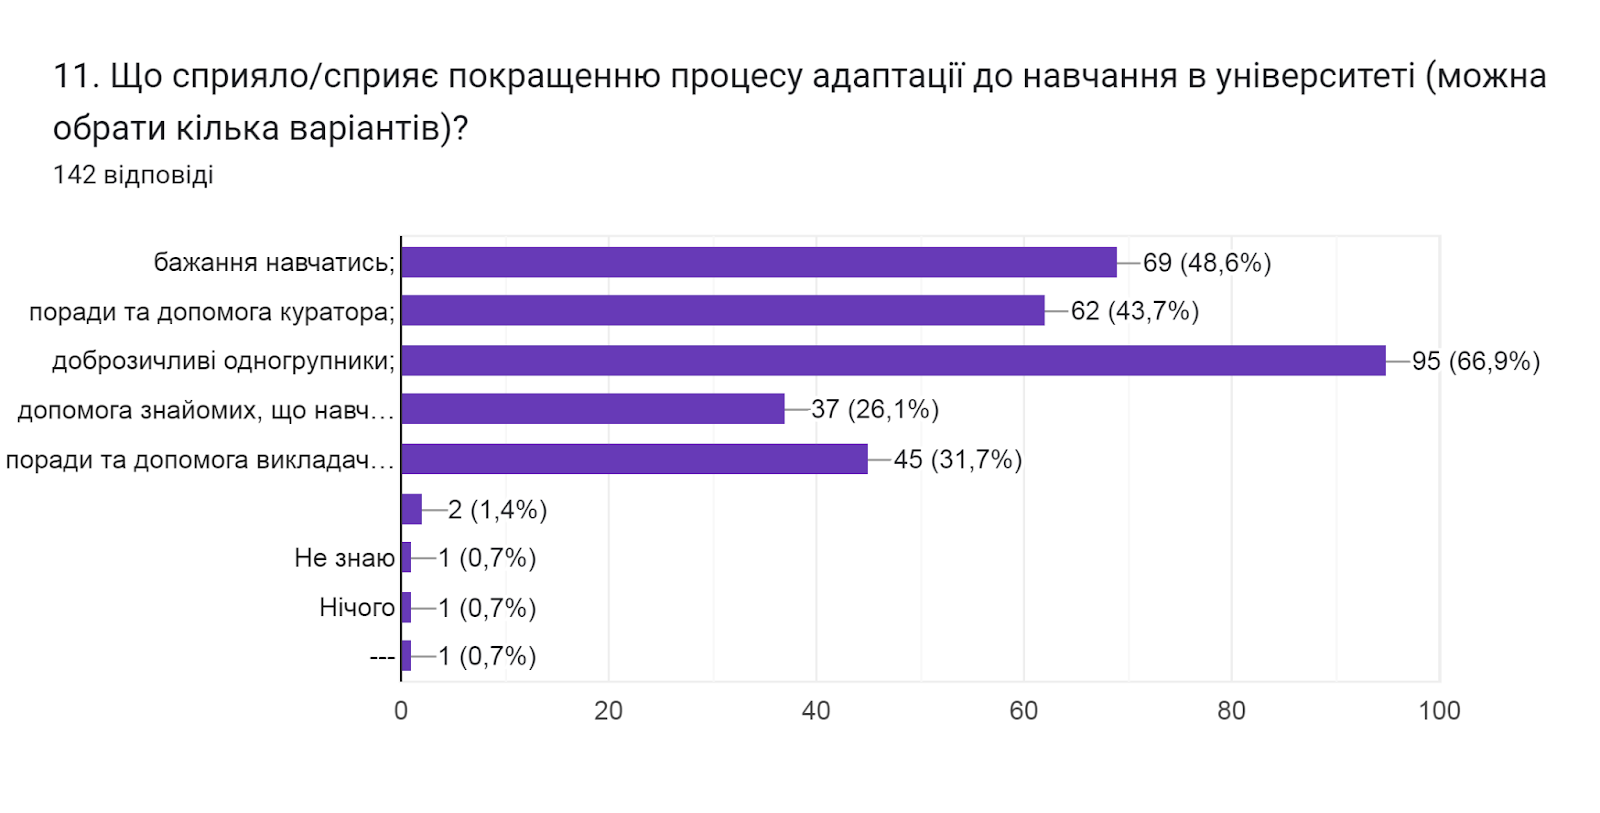 11. Що сприяло/сприяє покращенню процесу адаптації до навчання в університеті (можна
обрати кілька варіантів)?
142 відповіді
бажання навчатись; 69 (48,6%)
поради та допомога куратора; 62 (43,7%)
доброзичливі одногрупники; 95 (66,9%)
допомога знайомих, що навч… 37 (26,1%)
поради та допомога викладач… 45 (31,7%)
2 (1,4%)
Не знаю 1 (0,7%)
Нічого 1 (0,7%)
--- 1 (0,7%)
0 20 40 60 80 100